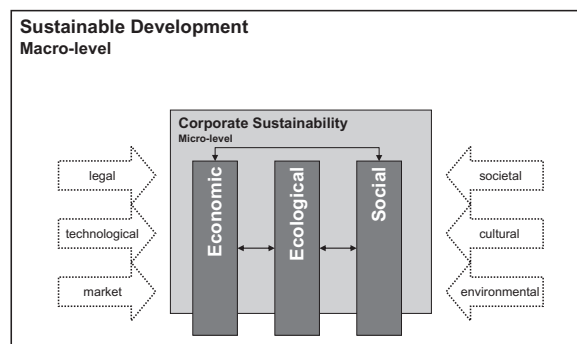 Sustainable Development
Macro-level
Corporate Sustainability
Micro-level
Economic
Ecological
Social
legal
technological
market
societal
cultural
environmental